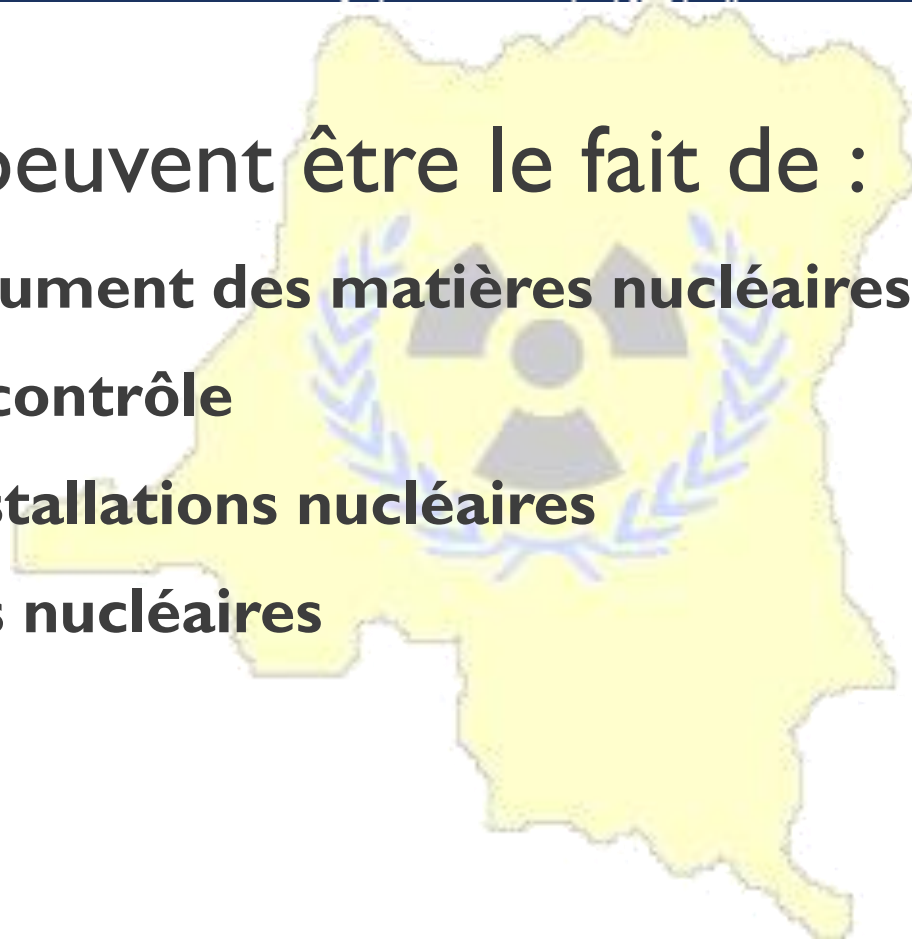 peuvent être le fait de :
ument des matières nucléaires
contrôle
stallations nucléaires
s nucléaires